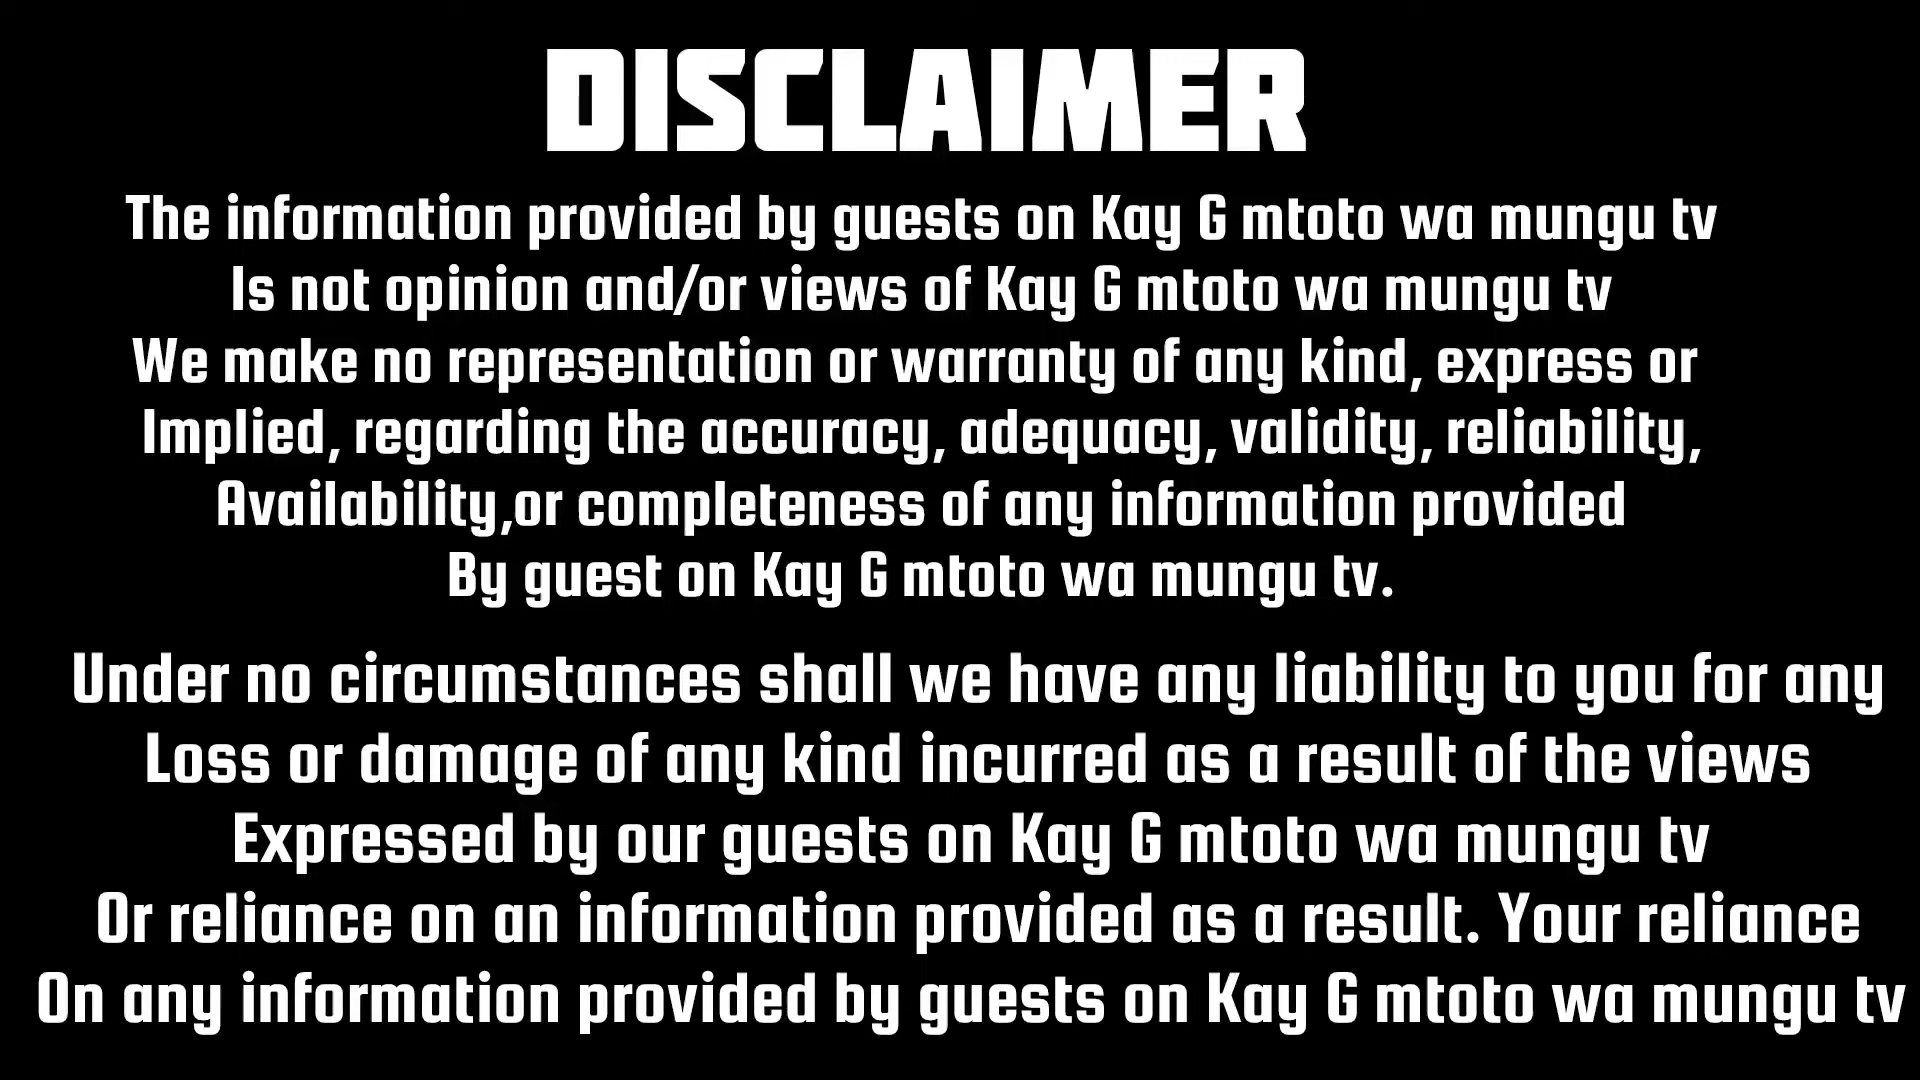 DISCLAIMER
The information provided by guests on Kay G mtoto wa mungu tv
Is not opinion and/or views of Kay G mtoto wa mungu tv
We make no representation or warranty of any kind, express or
Implied, regarding the accuracy, adequacy, validity, reliability,
Availability,or completeness of any information provided
By guest on Kay G mtoto wa mungu tv.
Under no circumstances shall we have any liability to you for any
Loss or damage of any kind incurred as a result of the views
Expressed by our guests on Kay G mtoto wa mungu tv
Or reliance on an information provided as a result. Your reliance
On any information provided by guests on Kay G mtoto wa mungu tv